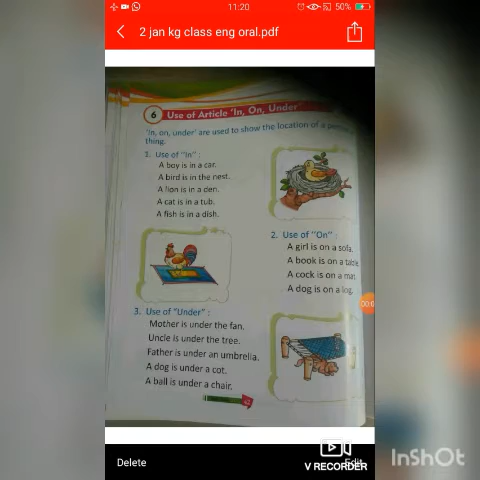 11:20
50%
2 jan kg class eng oral.pdf
6 Use of Article 'In, On, Under'
'In, on, under' are used to show the location of a
thing.
1. Use of "In" :
A boy is in a car.
A bird is in the nest.
A lion is in a den.
A cat is in a tub.
A fish is in a dish.
2. Use of "On" :
A girl is on a sofa.
A book is on a table
A cock is on a mat
A dog is on a log.
00:0
3. Use of "Under" :
Mother is under the fan.
Uncle is under the tree.
Father is under an umbrella.
A dog is under a cot.
A ball is under a chair.
42
Delete
Edit
V RECORDER
InShOt